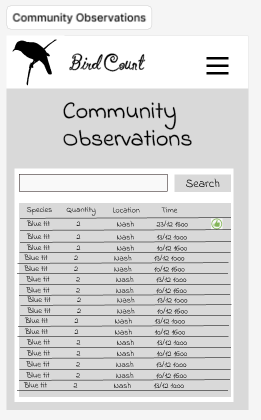 Community Observations
Bird Count
Community
Observations
Search
Species Quantity Location Time
Blue tit 2 Nash 23/12 1500
Blue tit 2 Nash 13/12 1000
Blue tit 2 Nash 10/12 1500
Blue tit 2 Nash 13/12 1000
Blue tit 2 Nash 10/12 1500
Blue tit 2 Nash 13/12 1000
Blue tit 2 Nash 10/12 1500
Blue tit 2 Nash 13/12 1000
Blue tit 2 Nash 10/12 1500
Blue tit 2 Nash 13/12 1000
Blue tit 2 Nash 10/12 1500
Blue tit 2 Nash 13/12 1000
Blue tit 2 Nash 10/12 1500
Blue tit 2 Nash 13/12 1000
Blue tit 2 Nash 10/12 1500
Blue tit 2 Nash 13/12 1000